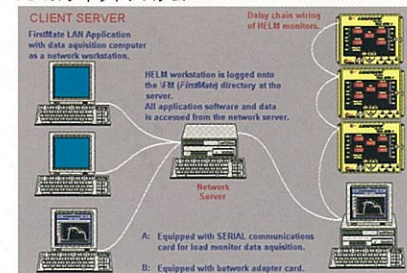 CLIENT SERVER
FirstMate LAN Application
with data aquisition computer
as a network workstation.
Daisy chain wiring
of HELM monitors.
HELM workstation is logged onto
the \FM (FirstMate) directory at the
server.
All application software and data
is accessed from the network server.
Network
Server
A: Equipped with SERIAL communications
card for load monitor data aquisition.
B: Equipped with betwork adapter card.